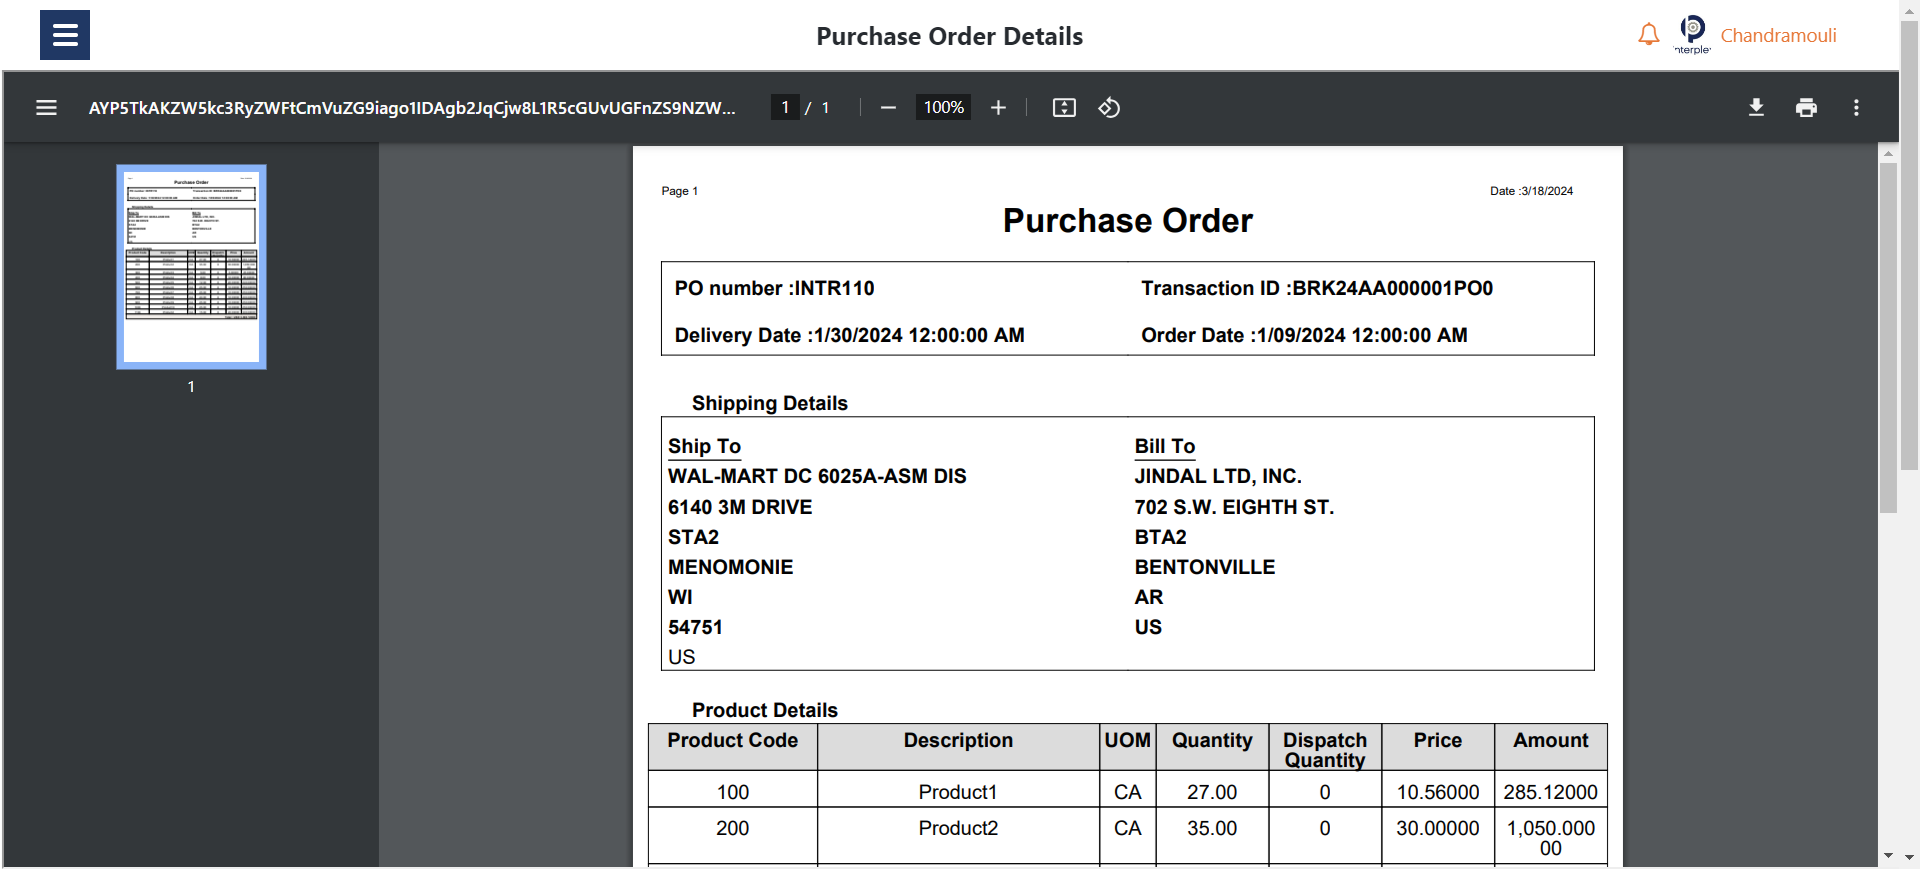 Purchase Order Details
Chandramouli
AYP5TkAKZW5kc3RyZWFtCmVuZG9iago1IDAgb2JqCjw8L1R5cGUvUGFnZS9NZW...
1 / 1
100%
1
Page 1
Date :3/18/2024
Purchase Order
PO number :INTR110
Transaction ID :BRK24AA000001PO0
Delivery Date :1/30/2024 12:00:00 AM
Order Date :1/09/2024 12:00:00 AM
Shipping Details
Ship To
WAL-MART DC 6025A-ASM DIS
6140 3M DRIVE
STA2
MENOMONIE
WI
54751
US
Bill To
JINDAL LTD, INC.
702 S.W. EIGHTH ST.
BTA2
BENTONVILLE
AR
US
Product Details
Product Code Description UOM Quantity Dispatch Quantity Price Amount
100 Product1 CA 27.00 0 10.56000 285.12000
200 Product2 CA 35.00 0 30.00000 1,050.00000